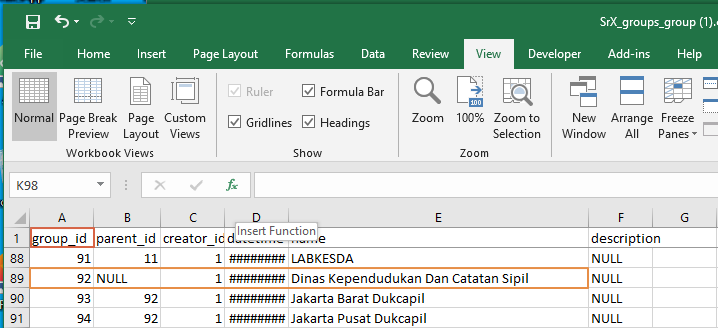 SrX_groups_group (1).
File Home Insert Page Layout Formulas Data Review View Developer Add-ins Help
Normal Page Break Preview Page Layout Custom Views
Workbook Views
Ruler Formula Bar
Gridlines Headings
Show
Zoom 100% Zoom to Selection
100
Zoom
New Window Arrange All Freeze Panes
K98 fx
Insert Function
A B C D E F G
1 group_id parent_id creator_id datetime name description
88 91 11 1 ######## LABKESDA NULL
89 92 NULL 1 ######## Dinas Kependudukan Dan Catatan Sipil NULL
90 93 92 1 ######## Jakarta Barat Dukcapil NULL
91 94 92 1 ######## Jakarta Pusat Dukcapil NULL